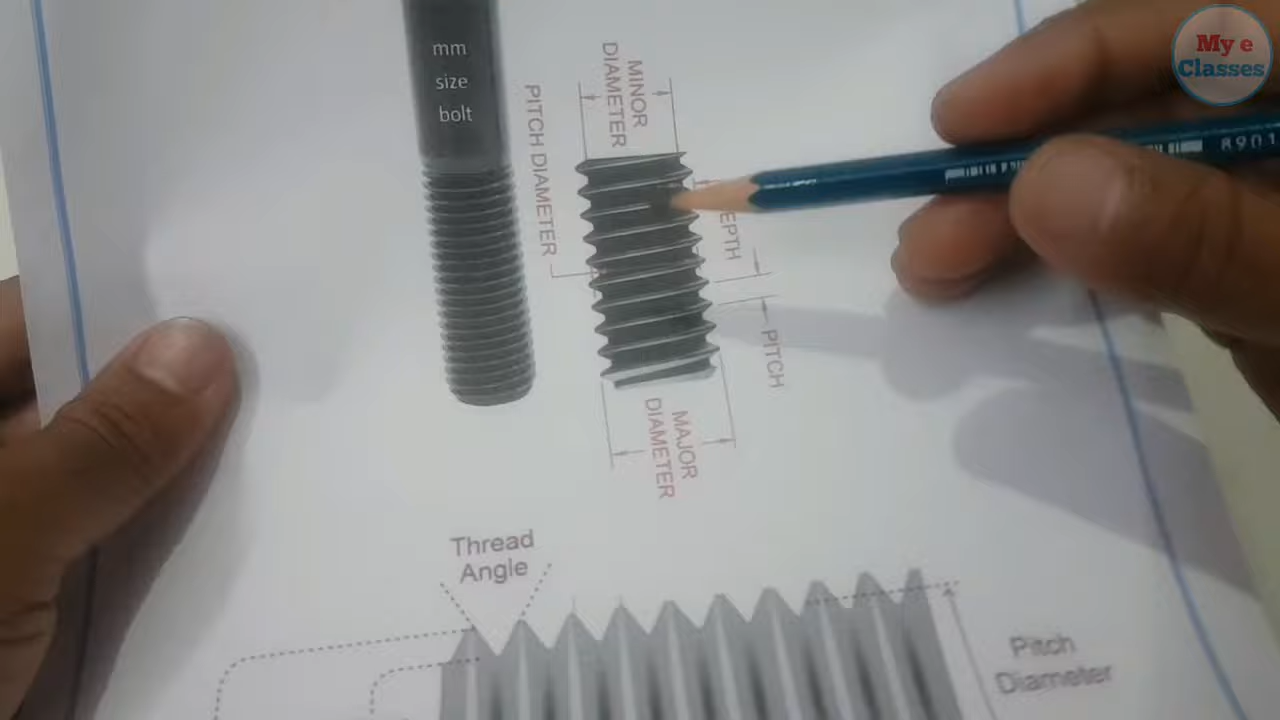 My e
Classes
mm
size
bolt
MINOR
DIAMETER
PITCH DIAMETER
EPTH
PITCH
MAJOR
DIAMETER
8901
Thread
Angle
Pitch
Diameter